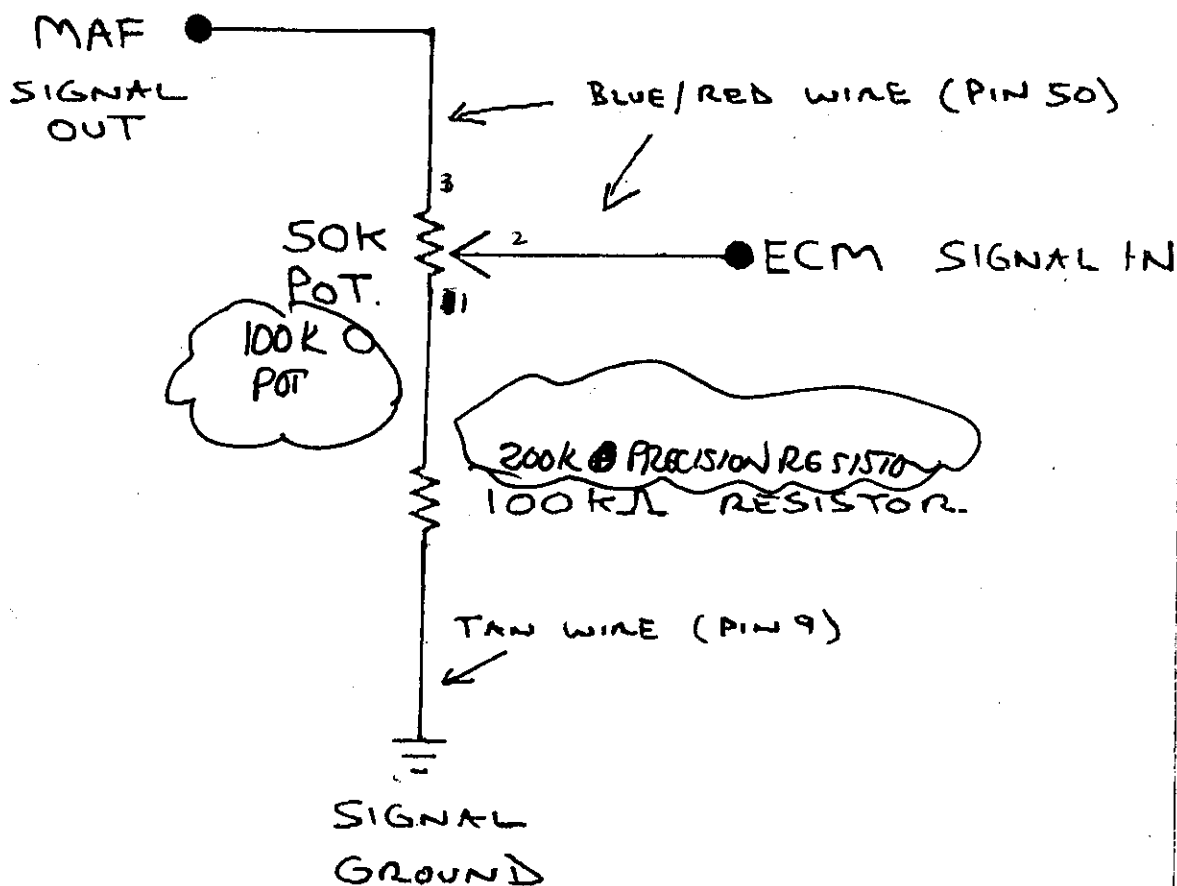 MAF
SIGNAL
OUT
BLUE/RED WIRE (PIN 50)
3
50K
POT.
2
ECM SIGNAL IN
1
100K
POT
200K PRECISION RESISTO
100KΩ RESISTOR.
TAN WIRE (PIN 9)
SIGNAL
GROUND